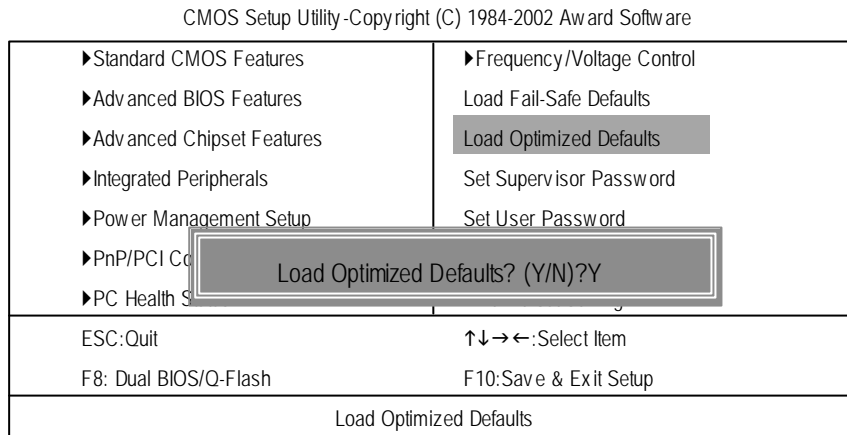 CMOS Setup Utility-Copyright (C) 1984-2002 Award Software
▶Standard CMOS Features
▶Advanced BIOS Features
▶Advanced Chipset Features
▶Integrated Peripherals
▶Power Management Setup
▶PnP/PCI
▶PC Health
▶Frequency/Voltage Control
Load Fail-Safe Defaults
Load Optimized Defaults
Set Supervisor Password
Set User Password
Load Optimized Defaults? (Y/N)?Y
ESC:Quit
↑↓→←:Select Item
F8: Dual BIOS/Q-Flash
F10:Save & Exit Setup
Load Optimized Defaults